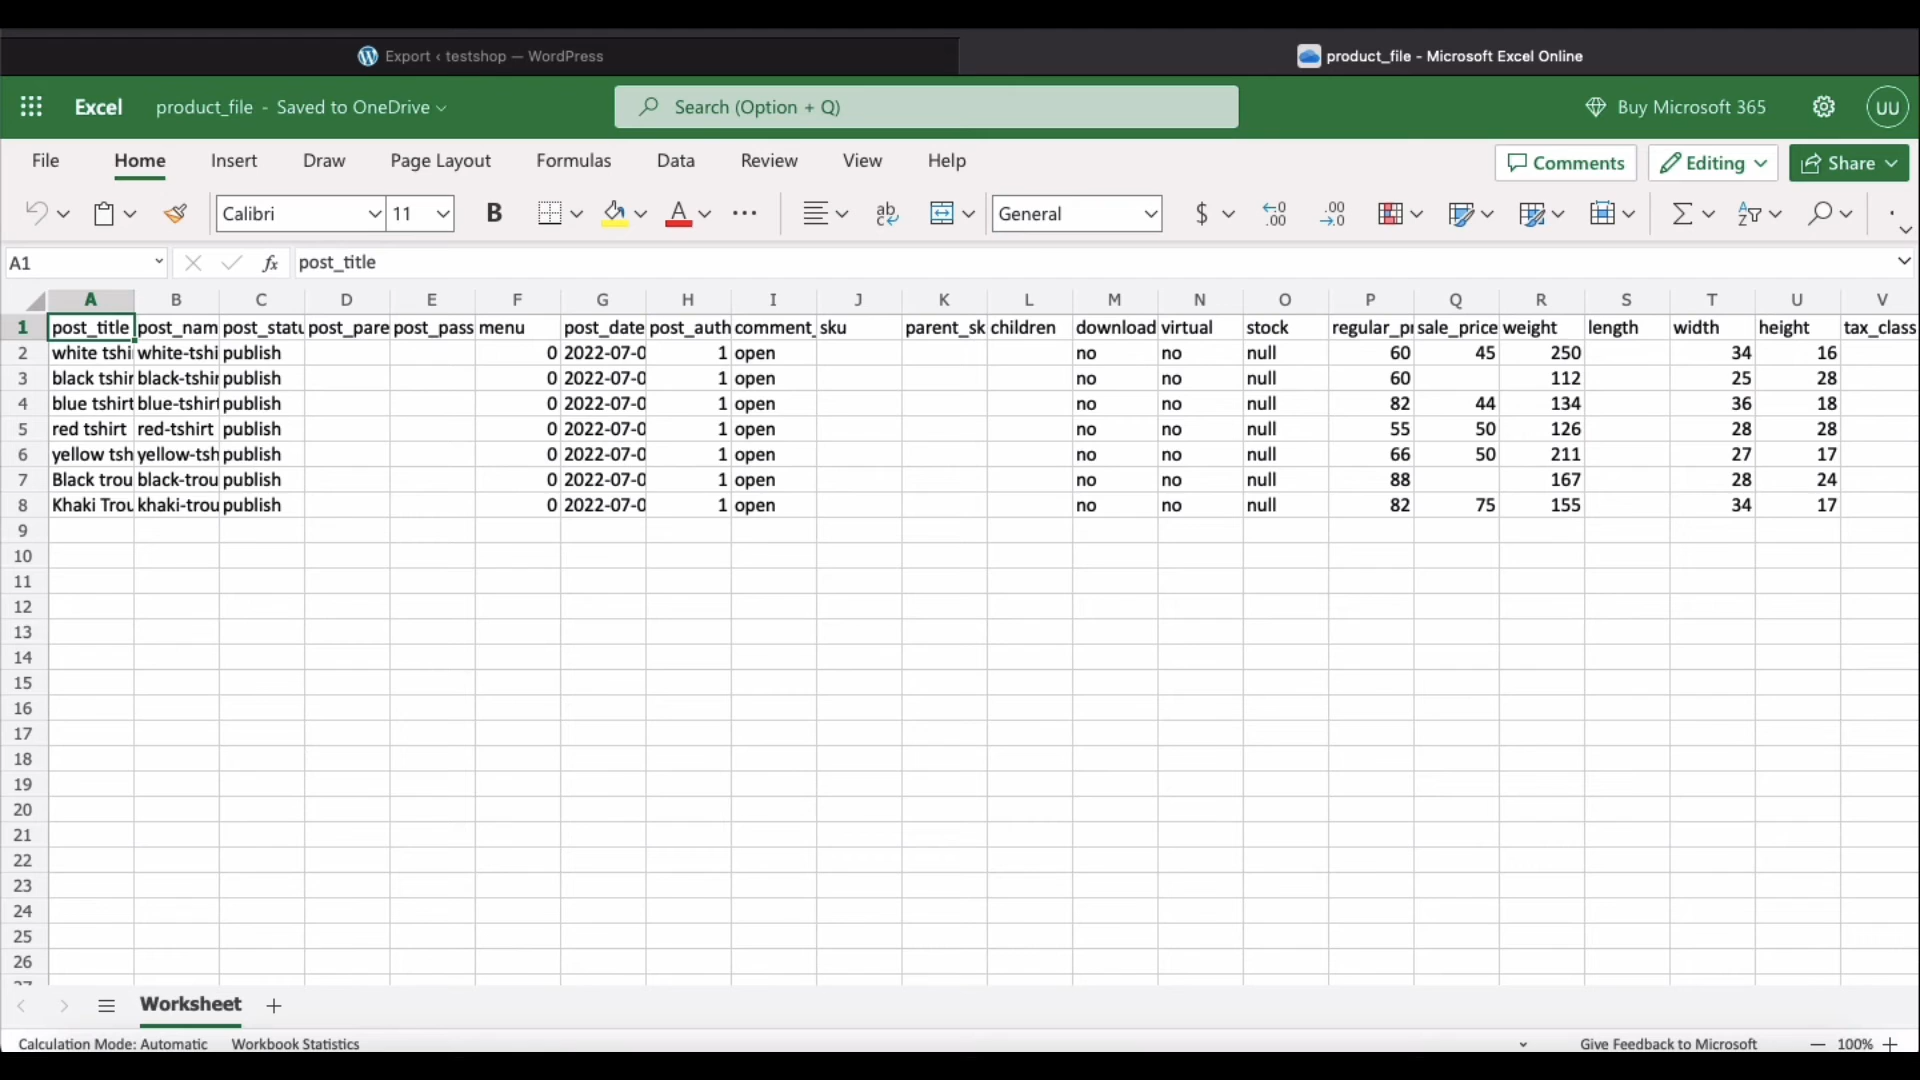 Export ‹ testshop — WordPress
product_file - Microsoft Excel Online
Excel product_file - Saved to OneDrive Search (Option + Q) Buy Microsoft 365 UU
File Home Insert Draw Page Layout Formulas Data Review View Help Comments Editing Share
Calibri 11 B A ab c General $ ←0 .00 .00 →0 Σ A Z
A1 fx post_title
A B C D E F G H I J K L M N O P Q R S T U V
1 post_title post_nam post_statu post_pare post_pass menu post_date post_auth comment_ sku parent_sk children download virtual stock regular_pr sale_price weight length width height tax_class
2 white tshi white-tshi publish 0 2022-07-0 1 open no no null 60 45 250 34 16
3 black tshir black-tshir publish 0 2022-07-0 1 open no no null 60 112 25 28
4 blue tshirt blue-tshirt publish 0 2022-07-0 1 open no no null 82 44 134 36 18
5 red tshirt red-tshirt publish 0 2022-07-0 1 open no no null 55 50 126 28 28
6 yellow tsh yellow-tsh publish 0 2022-07-0 1 open no no null 66 50 211 27 17
7 Black trou black-trou publish 0 2022-07-0 1 open no no null 88 167 28 24
8 Khaki Trou khaki-trou publish 0 2022-07-0 1 open no no null 82 75 155 34 17
9
10
11
12
13
14
15
16
17
18
19
20
21
22
23
24
25
26
27
Worksheet
Calculation Mode: Automatic Workbook Statistics Give Feedback to Microsoft 100%